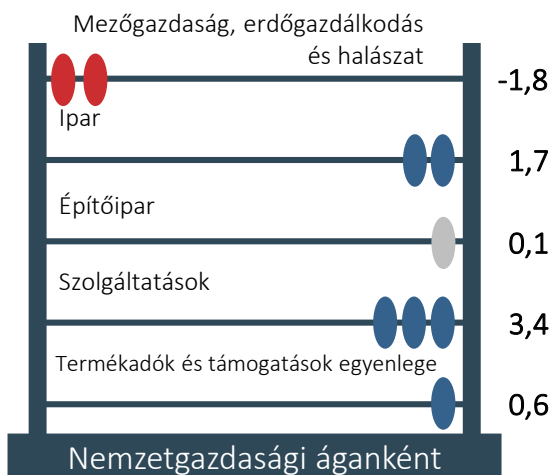 Mezőgazdaság, erdőgazdálkodás
és halászat
-1,8
Ipar
1,7
Építőipar
0,1
Szolgáltatások
3,4
Termékadók és támogatások egyenlege
0,6
Nemzetgazdasági áganként